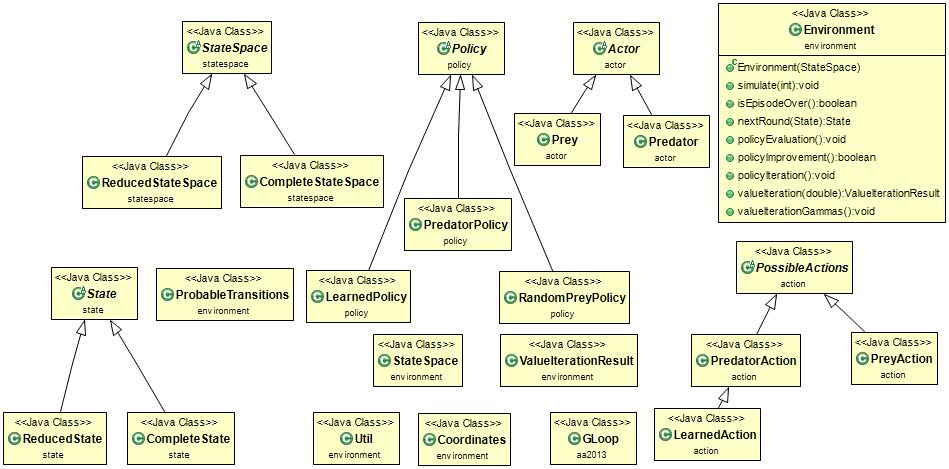 <<Java Class>>
StateSpace
statespace
<<Java Class>>
Policy
policy
<<Java Class>>
Actor
actor
<<Java Class>>
Environment
environment
Environment(StateSpace)
simulate(int):void
isEpisodeOver():boolean
nextRound(State):State
policyEvaluation():void
policyImprovement():boolean
policyIteration():void
valueIteration(double):ValueIterationResult
valueIterationGammas():void
<<Java Class>>
Prey
actor
<<Java Class>>
Predator
actor
<<Java Class>>
ReducedStateSpace
statespace
<<Java Class>>
CompleteStateSpace
statespace
<<Java Class>>
PredatorPolicy
policy
<<Java Class>>
PossibleActions
action
<<Java Class>>
State
state
<<Java Class>>
ProbableTransitions
environment
<<Java Class>>
LearnedPolicy
policy
<<Java Class>>
RandomPreyPolicy
policy
<<Java Class>>
StateSpace
environment
<<Java Class>>
ValueIterationResult
environment
<<Java Class>>
PredatorAction
action
<<Java Class>>
PreyAction
action
<<Java Class>>
ReducedState
state
<<Java Class>>
CompleteState
state
<<Java Class>>
Util
environment
<<Java Class>>
Coordinates
environment
<<Java Class>>
GLoop
aa2013
<<Java Class>>
LearnedAction
action